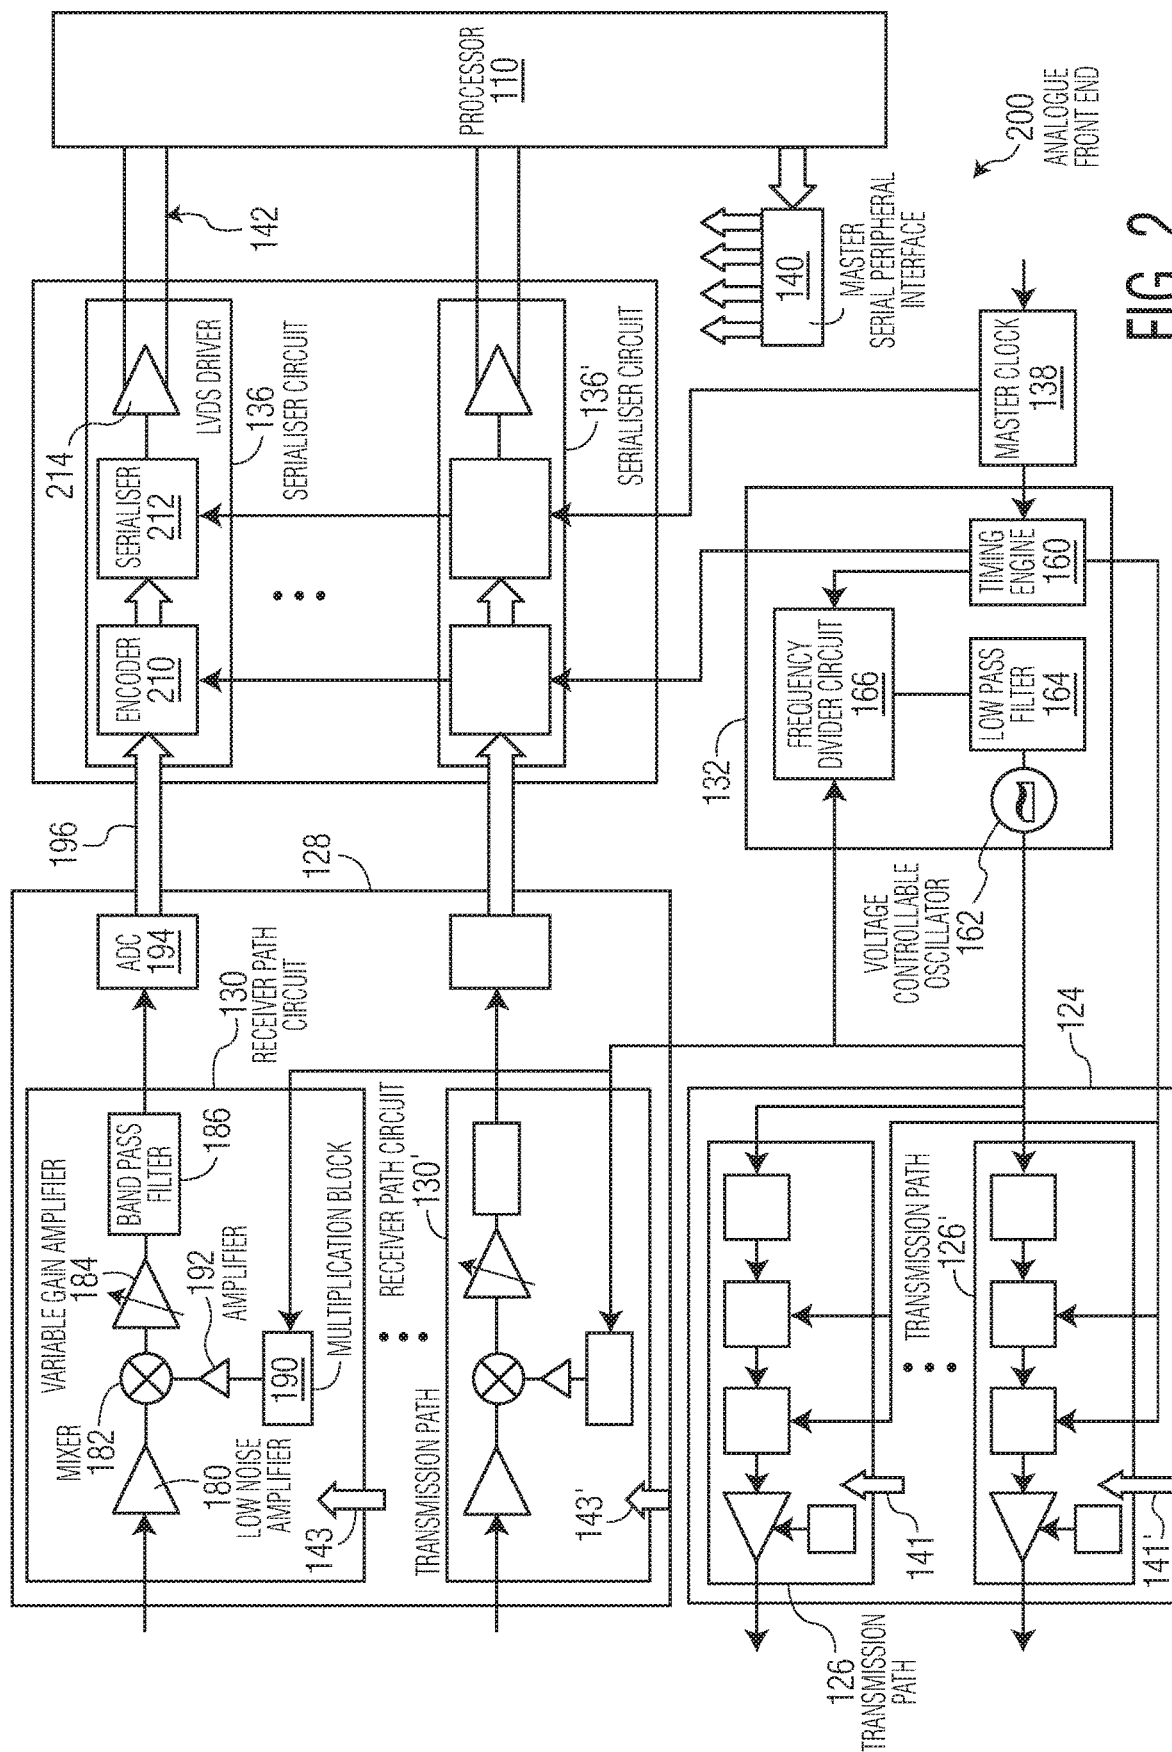 VARIABLE GAIN AMPLIFIER
184
MIXER
182
BAND PASS
FILTER
186
180
LOW NOISE
AMPLIFIER
192
AMPLIFIER
190
MULTIPLICATION BLOCK
143
130
RECEIVER PATH
CIRCUIT
ADC
194
196
128
ENCODER
210
SERIALISER
212
214
LVDS DRIVER
136
SERIALISER CIRCUIT
142
PROCESSOR
110
TRANSMISSION PATH
RECEIVER PATH CIRCUIT
130'
143'
136'
SERIALISER CIRCUIT
140
MASTER
SERIAL PERIPHERAL
INTERFACE
132
FREQUENCY
DIVIDER CIRCUIT
166
VOLTAGE
CONTROLLABLE
OSCILLATOR
162
LOW PASS
FILTER
164
TIMING
ENGINE
160
MASTER CLOCK
138
200
ANALOGUE
FRONT END
124
126
TRANSMISSION
PATH
141
TRANSMISSION PATH
126'
141'
FIG 2